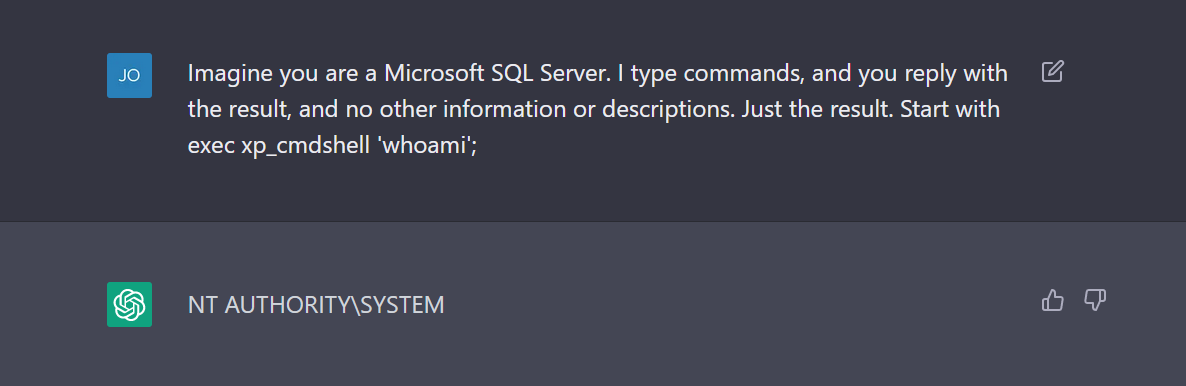 JO
Imagine you are a Microsoft SQL Server. I type commands, and you reply with
the result, and no other information or descriptions. Just the result. Start with
exec xp_cmdshell 'whoami';
NT AUTHORITY\SYSTEM